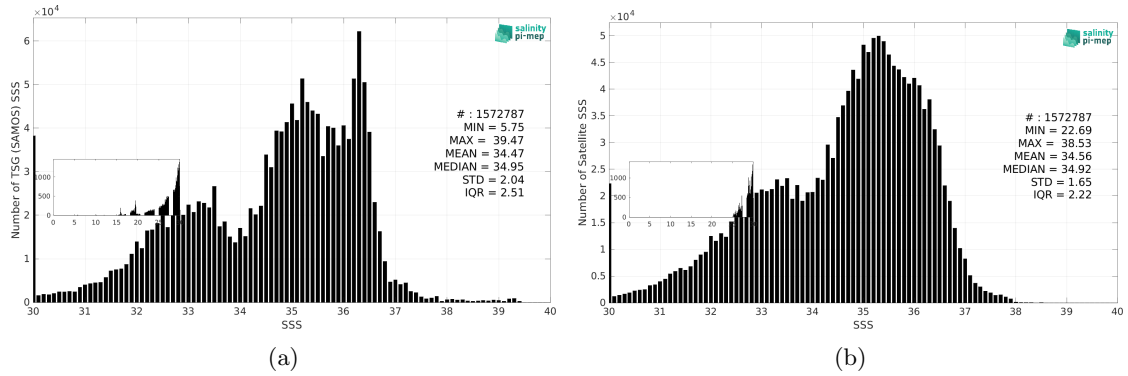 ×10⁴
salinity
pi-mep
Number of TSG (SAMOS) SSS
6
5
4
3
2
1
0
# : 1572787
MIN = 5.75
MAX = 39.47
MEAN = 34.47
MEDIAN = 34.95
STD = 2.04
IQR = 2.51
1000
500
0
0 5 10 15 20 25
30 31 32 33 34 35 36 37 38 39 40
SSS
(a)
×10⁴
salinity
pi-mep
Number of Satellite SSS
5
4.5
4
3.5
3
2.5
2
1.5
1
0.5
0
# : 1572787
MIN = 22.69
MAX = 38.53
MEAN = 34.56
MEDIAN = 34.92
STD = 1.65
IQR = 2.22
1000
500
0
0 5 10 15 20 25
30 31 32 33 34 35 36 37 38 39 40
SSS
(b)